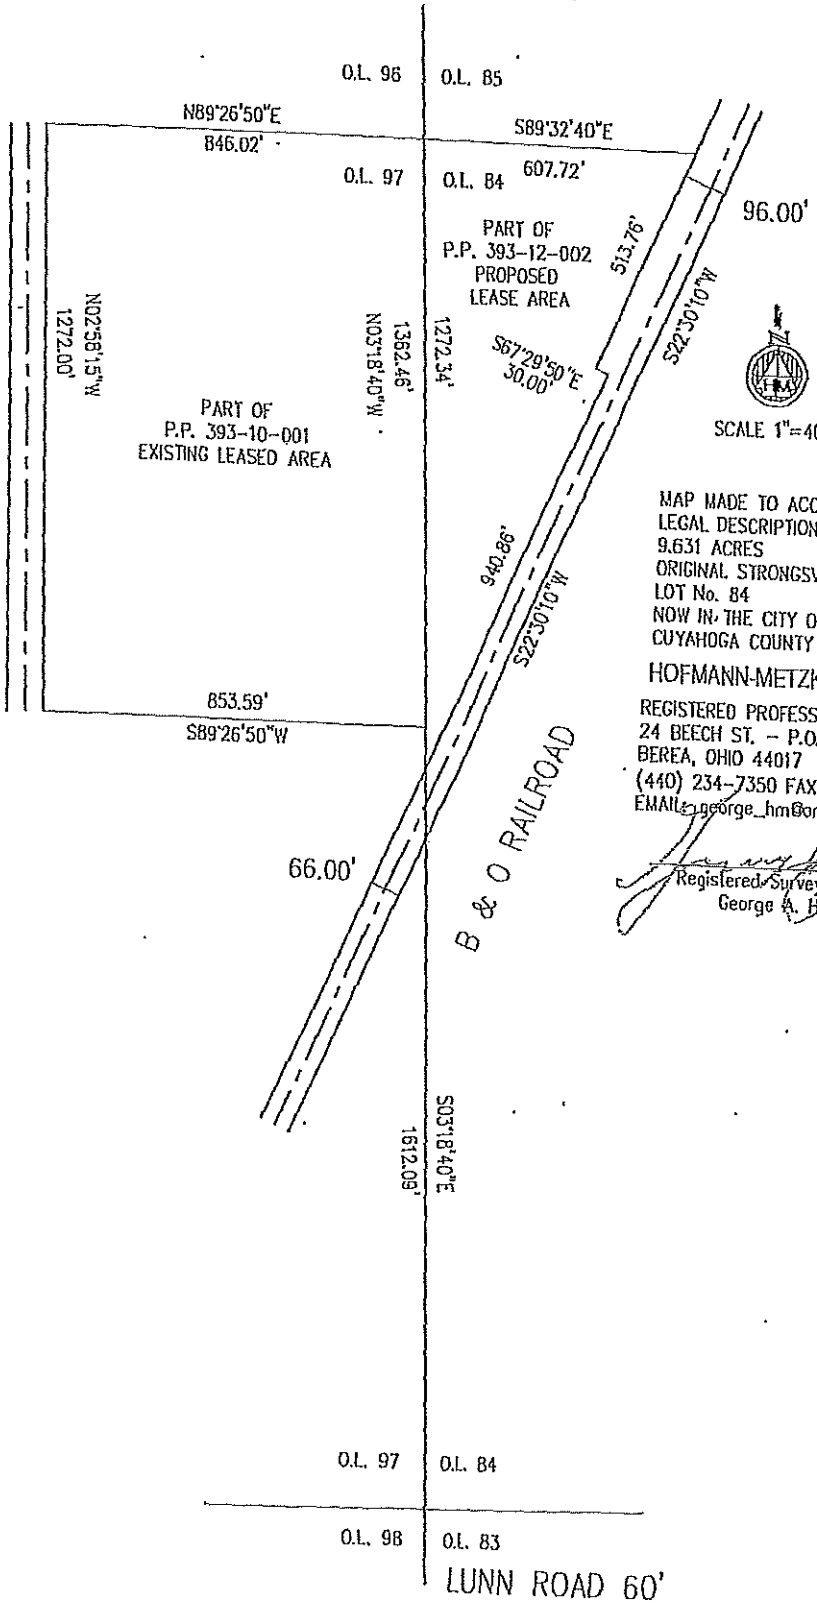 O.L. 96
O.L. 85
N89°26'50"E
846.02'
S89°32'40"E
607.72'
O.L. 97
O.L. 84
PART OF
P.P. 393-12-002
PROPOSED
LEASE AREA
513.76'
96.00'
S22°30'10"W
N02°58'15"W
1272.00'
1272.34'
1362.46'
N03°18'40"W
S67°29'50"E
30.00'
N
HM
SCALE 1"=40
PART OF
P.P. 393-10-001
EXISTING LEASED AREA
MAP MADE TO ACC
LEGAL DESCRIPTION
9.631 ACRES
ORIGINAL STRONGSV
LOT No. 84
NOW IN THE CITY O
CUYAHOGA COUNTY
HOFMANN-METZK
REGISTERED PROFESS
24 BEECH ST. - P.O.
BEREA, OHIO 44017
(440) 234-7350 FAX
EMAIL: george_hm@
Registered Survey
George A. H
940.86'
S22°30'10"W
853.59'
S89°26'50"W
B & O RAILROAD
66.00'
S03°18'40"E
1612.09'
O.L. 97
O.L. 84
O.L. 98
O.L. 83
LUNN ROAD 60'